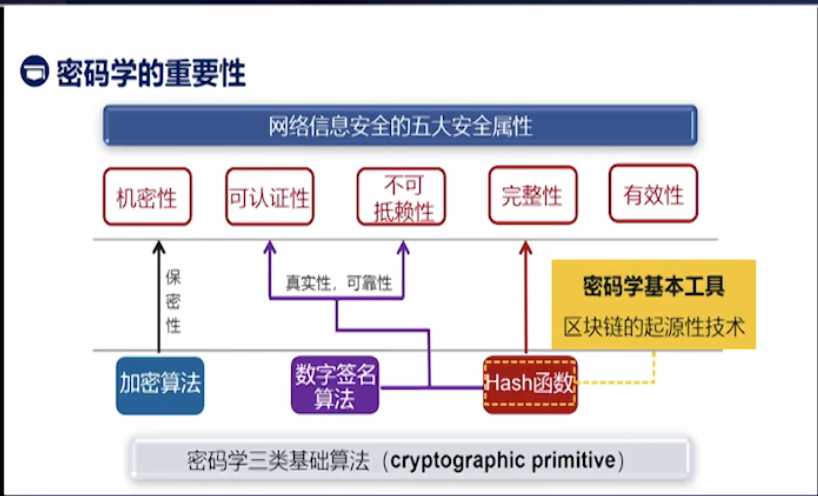 密码学的重要性
网络信息安全的五大安全属性
机密性
可认证性
不可
抵赖性
完整性
有效性
保
密
性
真实性，可靠性
密码学基本工具
区块链的起源性技术
加密算法
数字签名
算法
Hash函数
密码学三类基础算法（cryptographic primitive）